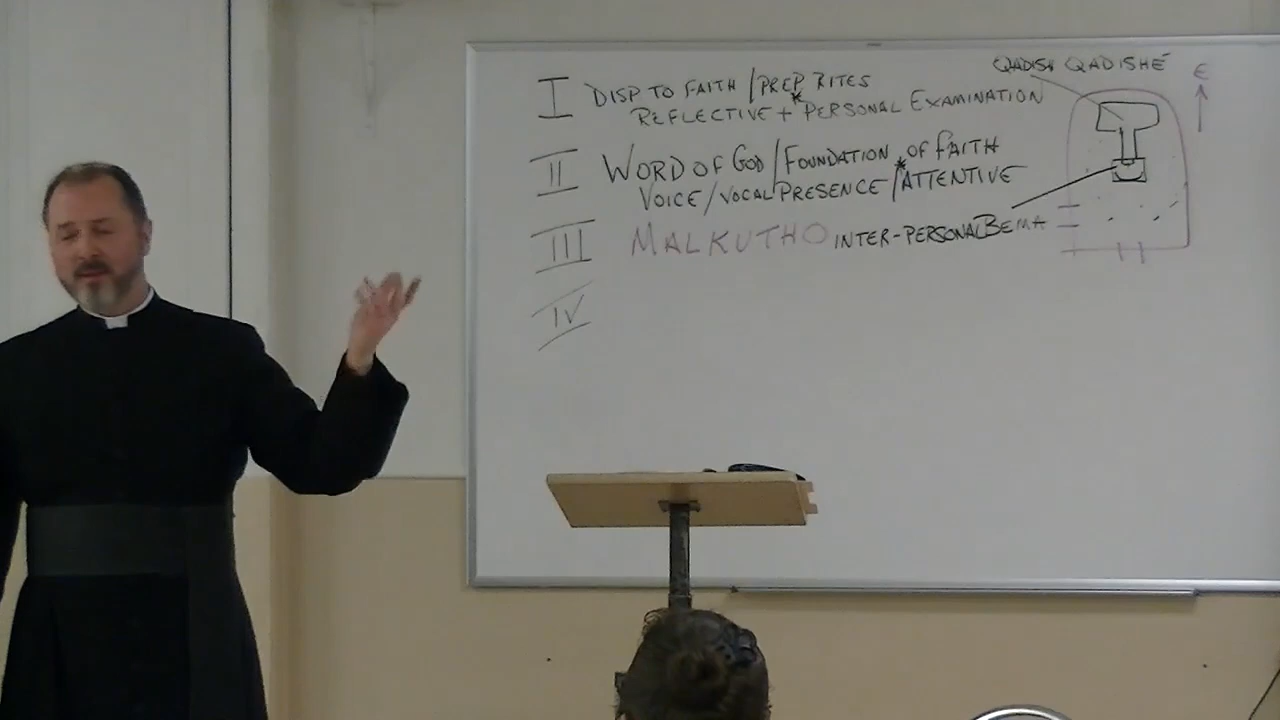 QADISH QADISHÉ
E
I DISP TO FAITH / PREP RITES
REFLECTIVE + * PERSONAL EXAMINATION
II WORD OF GOD / FOUNDATION OF FAITH
VOICE / VOCAL PRESENCE / * ATTENTIVE
III MALKUTHO INTER-PERSONAL BEMA
IV